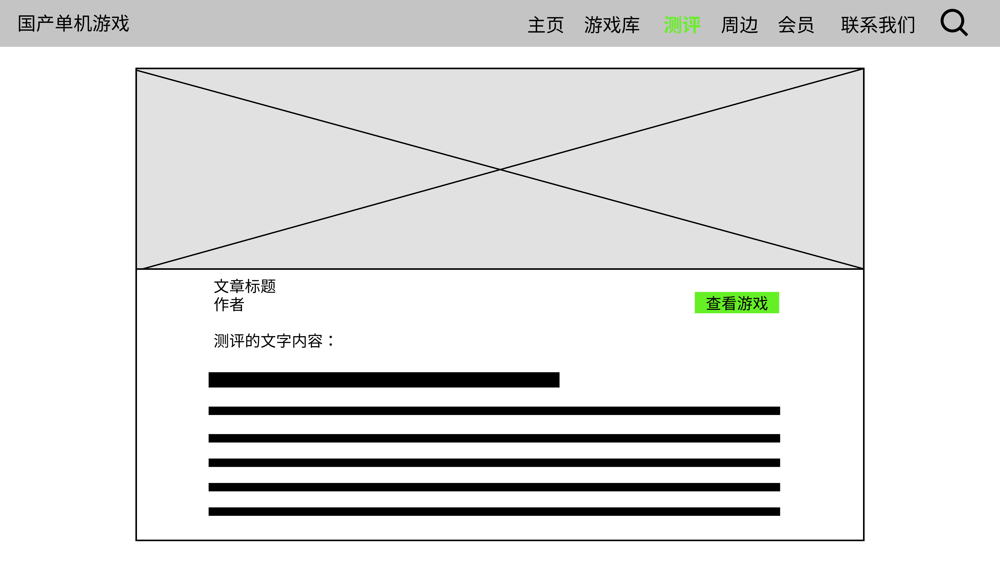 国产单机游戏
主页 游戏库 测评 周边 会员 联系我们
文章标题
作者
查看游戏
测评的文字内容：